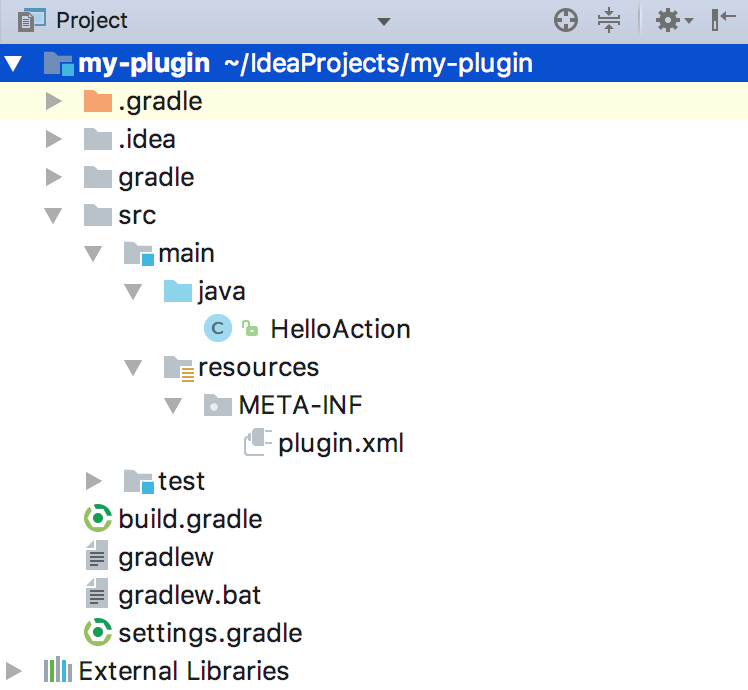 Project
my-plugin ~/IdeaProjects/my-plugin
.gradle
.idea
gradle
src
main
java
C HelloAction
resources
META-INF
plugin.xml
test
build.gradle
gradlew
gradlew.bat
settings.gradle
External Libraries